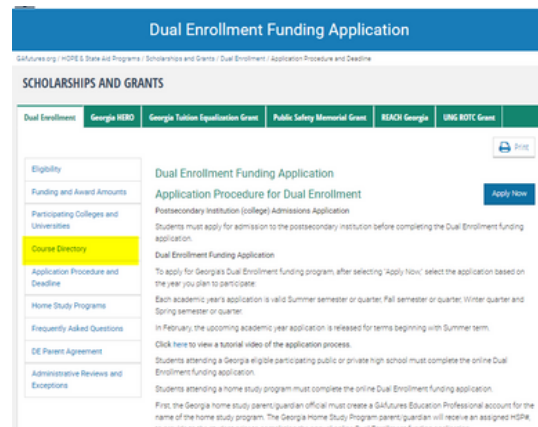 Dual Enrollment Funding Application
GAfutures.org / HOPE & State Aid Programs / Scholarships and Grants / Dual Enrollment / Application Procedure and Deadline
SCHOLARSHIPS AND GRANTS
Dual Enrollment Georgia HERO Georgia Tuition Equalization Grant Public Safety Memorial Grant REACH Georgia UNG ROTC Grant
Print
Eligibility
Funding and Award Amounts
Participating Colleges and
Universities
Course Directory
Application Procedure and
Deadline
Home Study Programs
Frequently Asked Questions
DE Parent Agreement
Administrative Reviews and
Exceptions
Dual Enrollment Funding Application
Application Procedure for Dual Enrollment
Apply Now
Postsecondary Institution (college) Admissions Application
Students must apply for admission to the postsecondary institution before completing the Dual Enrollment funding
application.
Dual Enrollment Funding Application
To apply for Georgia's Dual Enrollment funding program, after selecting 'Apply Now,' select the application based on
the year you plan to participate:
Each academic year's application is valid Summer semester or quarter, Fall semester or quarter, Winter quarter and
Spring semester or quarter.
In February, the upcoming academic year application is released for terms beginning with Summer term.
Click here to view a tutorial video of the application process.
Students attending a Georgia eligible participating public or private high school must complete the online Dual
Enrollment funding application.
Students attending a home study program must complete the online Dual Enrollment funding application.
First, the Georgia home study parent/guardian official must create a GAfutures Education Professional account for the
name of the home study program. The Georgia Home Study Program parent/guardian will receive an assigned HSP#,